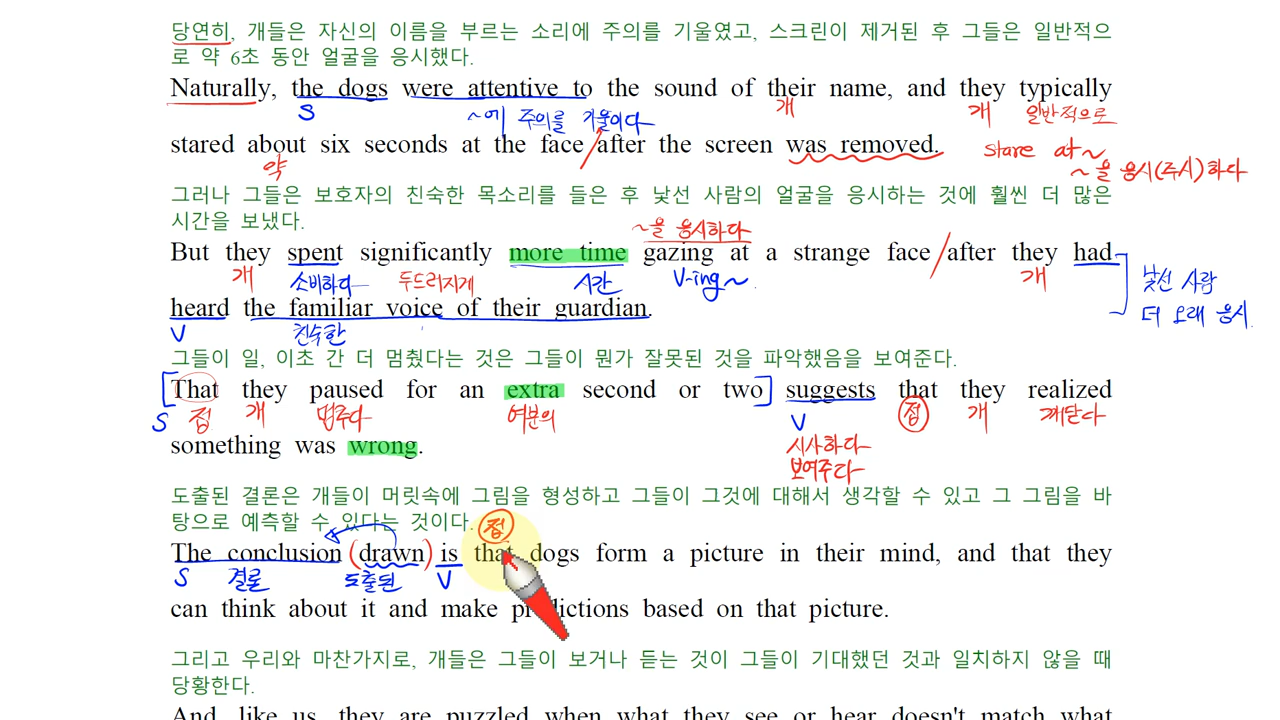 당연히, 개들은 자신의 이름을 부르는 소리에 주의를 기울였고, 스크린이 제거된 후 그들은 일반적으
로 약 6초 동안 얼굴을 응시했다.
Naturally, the dogs were attentive to the sound of their name, and they typically
S ~에 주의를 기울이다 개 개 일반적으로
stared about six seconds at the face / after the screen was removed. stare at~
약 ~을 응시(주시)하다
그러나 그들은 보호자의 친숙한 목소리를 들은 후 낯선 사람의 얼굴을 응시하는 것에 훨씬 더 많은
시간을 보냈다.
~을 응시하다
But they spent significantly more time gazing at a strange face / after they had
개 소비하다 두드러지게 시간 V-ing~ 개 낯선 사람
heard the familiar voice of their guardian. 더 오래 응시
V 친숙한
그들이 일, 이초 간 더 멈췄다는 것은 그들이 뭔가 잘못된 것을 파악했음을 보여준다.
[That they paused for an extra second or two] suggests that they realized
S 접 개 멈추다 여분의 V 접 개 깨닫다
something was wrong. 시사하다
보여주다
도출된 결론은 개들이 머릿속에 그림을 형성하고 그들이 그것에 대해서 생각할 수 있고 그 그림을 바
탕으로 예측할 수 있다는 것이다. 접
The conclusion (drawn) is that dogs form a picture in their mind, and that they
S 결론 도출된 V
can think about it and make predictions based on that picture.
그리고 우리와 마찬가지로, 개들은 그들이 보거나 듣는 것이 그들이 기대했던 것과 일치하지 않을 때
당황한다.
And, like us, they are puzzled when what they see or hear doesn't match what